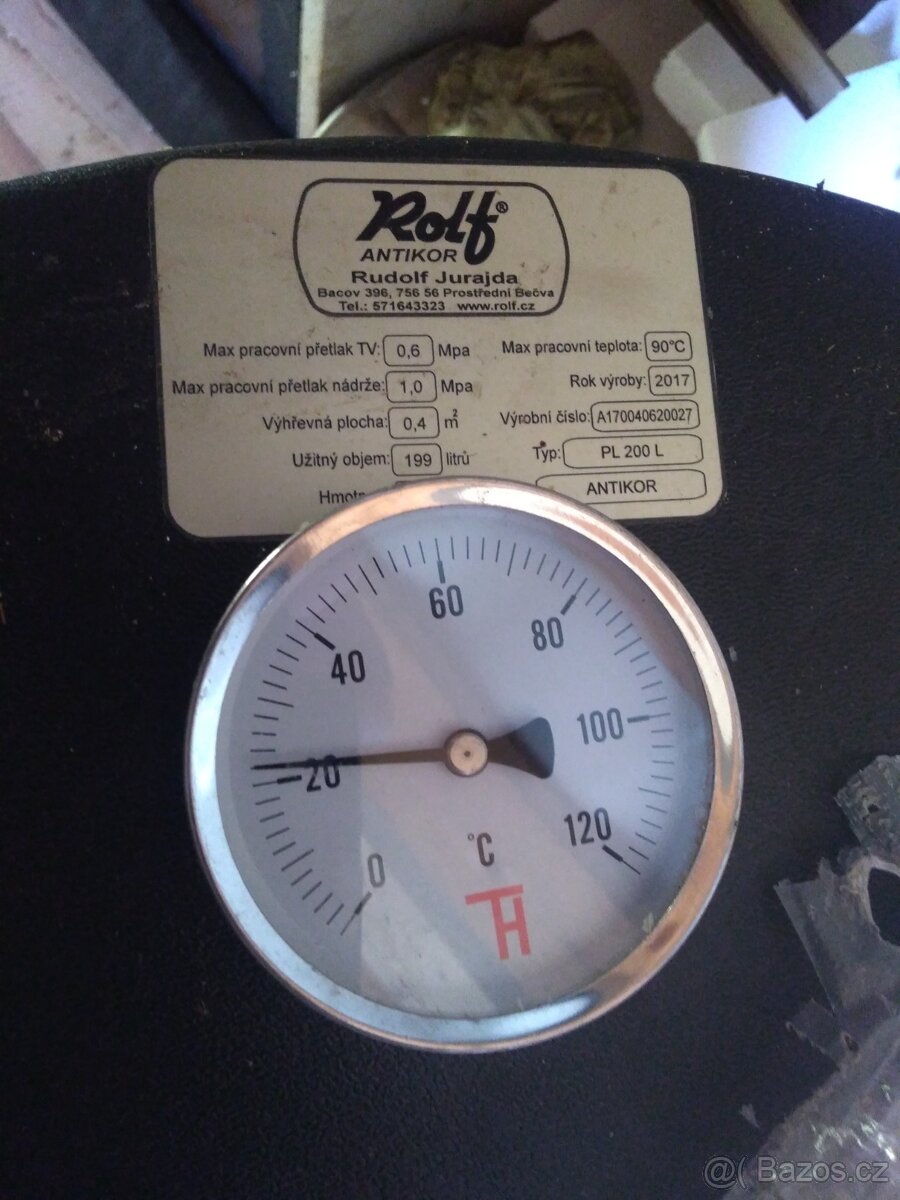 Rolf®
ANTIKOR
Rudolf Jurajda
Bacov 396, 756 56 Prostřední Bečva
Tel.: 571643323 www.rolf.cz
Max pracovní přetlak TV: 0,6 Mpa
Max pracovní přetlak nádrže: 1,0 Mpa
Výhřevná plocha: 0,4 m²
Užitný objem: 199 litrů
Max pracovní teplota: 90°C
Rok výroby: 2017
Výrobní číslo: A170040620027
Typ: PL 200 L
ANTIKOR
0
20
40
60
80
100
120
°C
TH
@( Bazos.cz